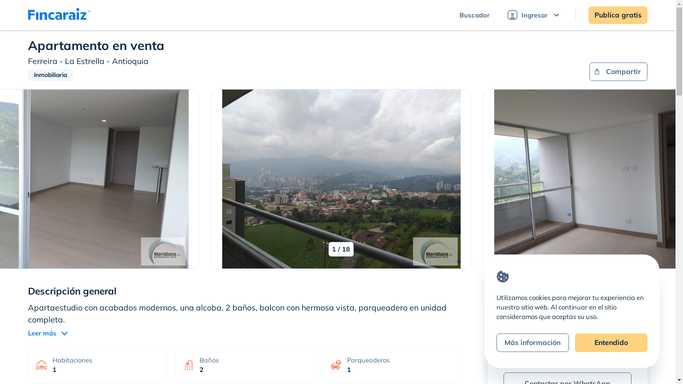 Fincaraiz
Buscador
Ingresar
Publica gratis
Apartamento en venta
Ferreira - La Estrella - Antioquia
Inmobiliaria
Compartir
1 / 18
Descripción general
Apartaestudio con acabados modernos, una alcoba, 2 baños, balcon con hermosa vista, parqueadero en unidad
completa.
Leer más
Habitaciones
1
Baños
2
Parqueaderos
1
Utilizamos cookies para mejorar tu experiencia en
nuestro sitio web. Al continuar en el sitio
consideramos que aceptas su uso.
Más información
Entendido
Contactar por WhatsApp